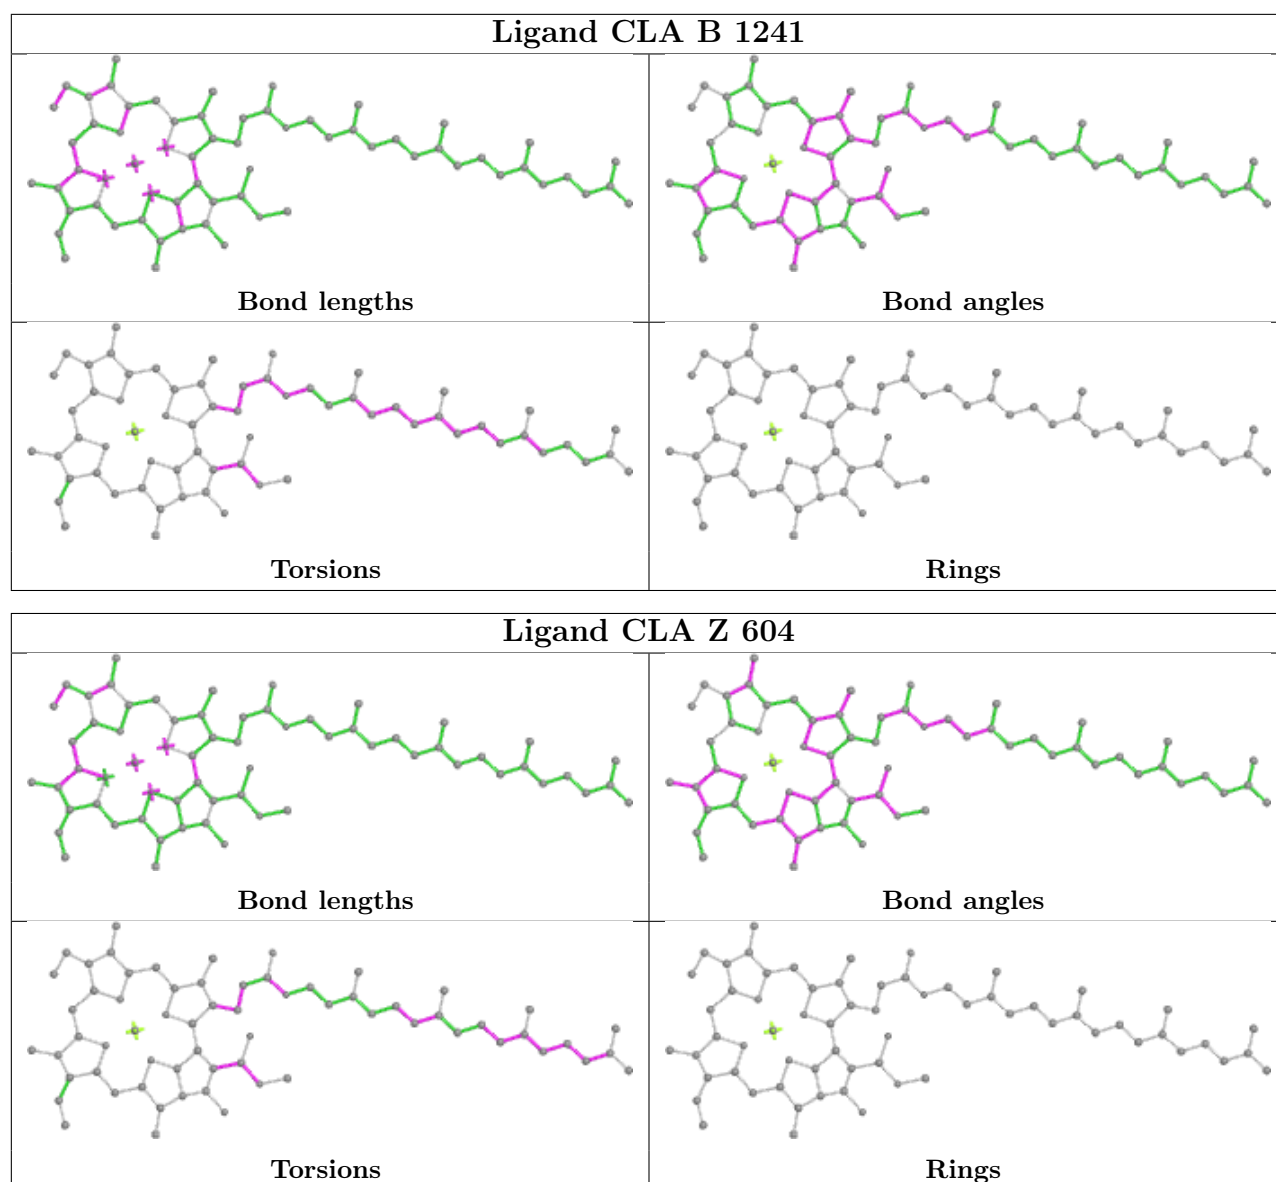 Ligand CLA B 1241
Bond lengths
Bond angles
Torsions
Rings
Ligand CLA Z 604
Bond lengths
Bond angles
Torsions
Rings